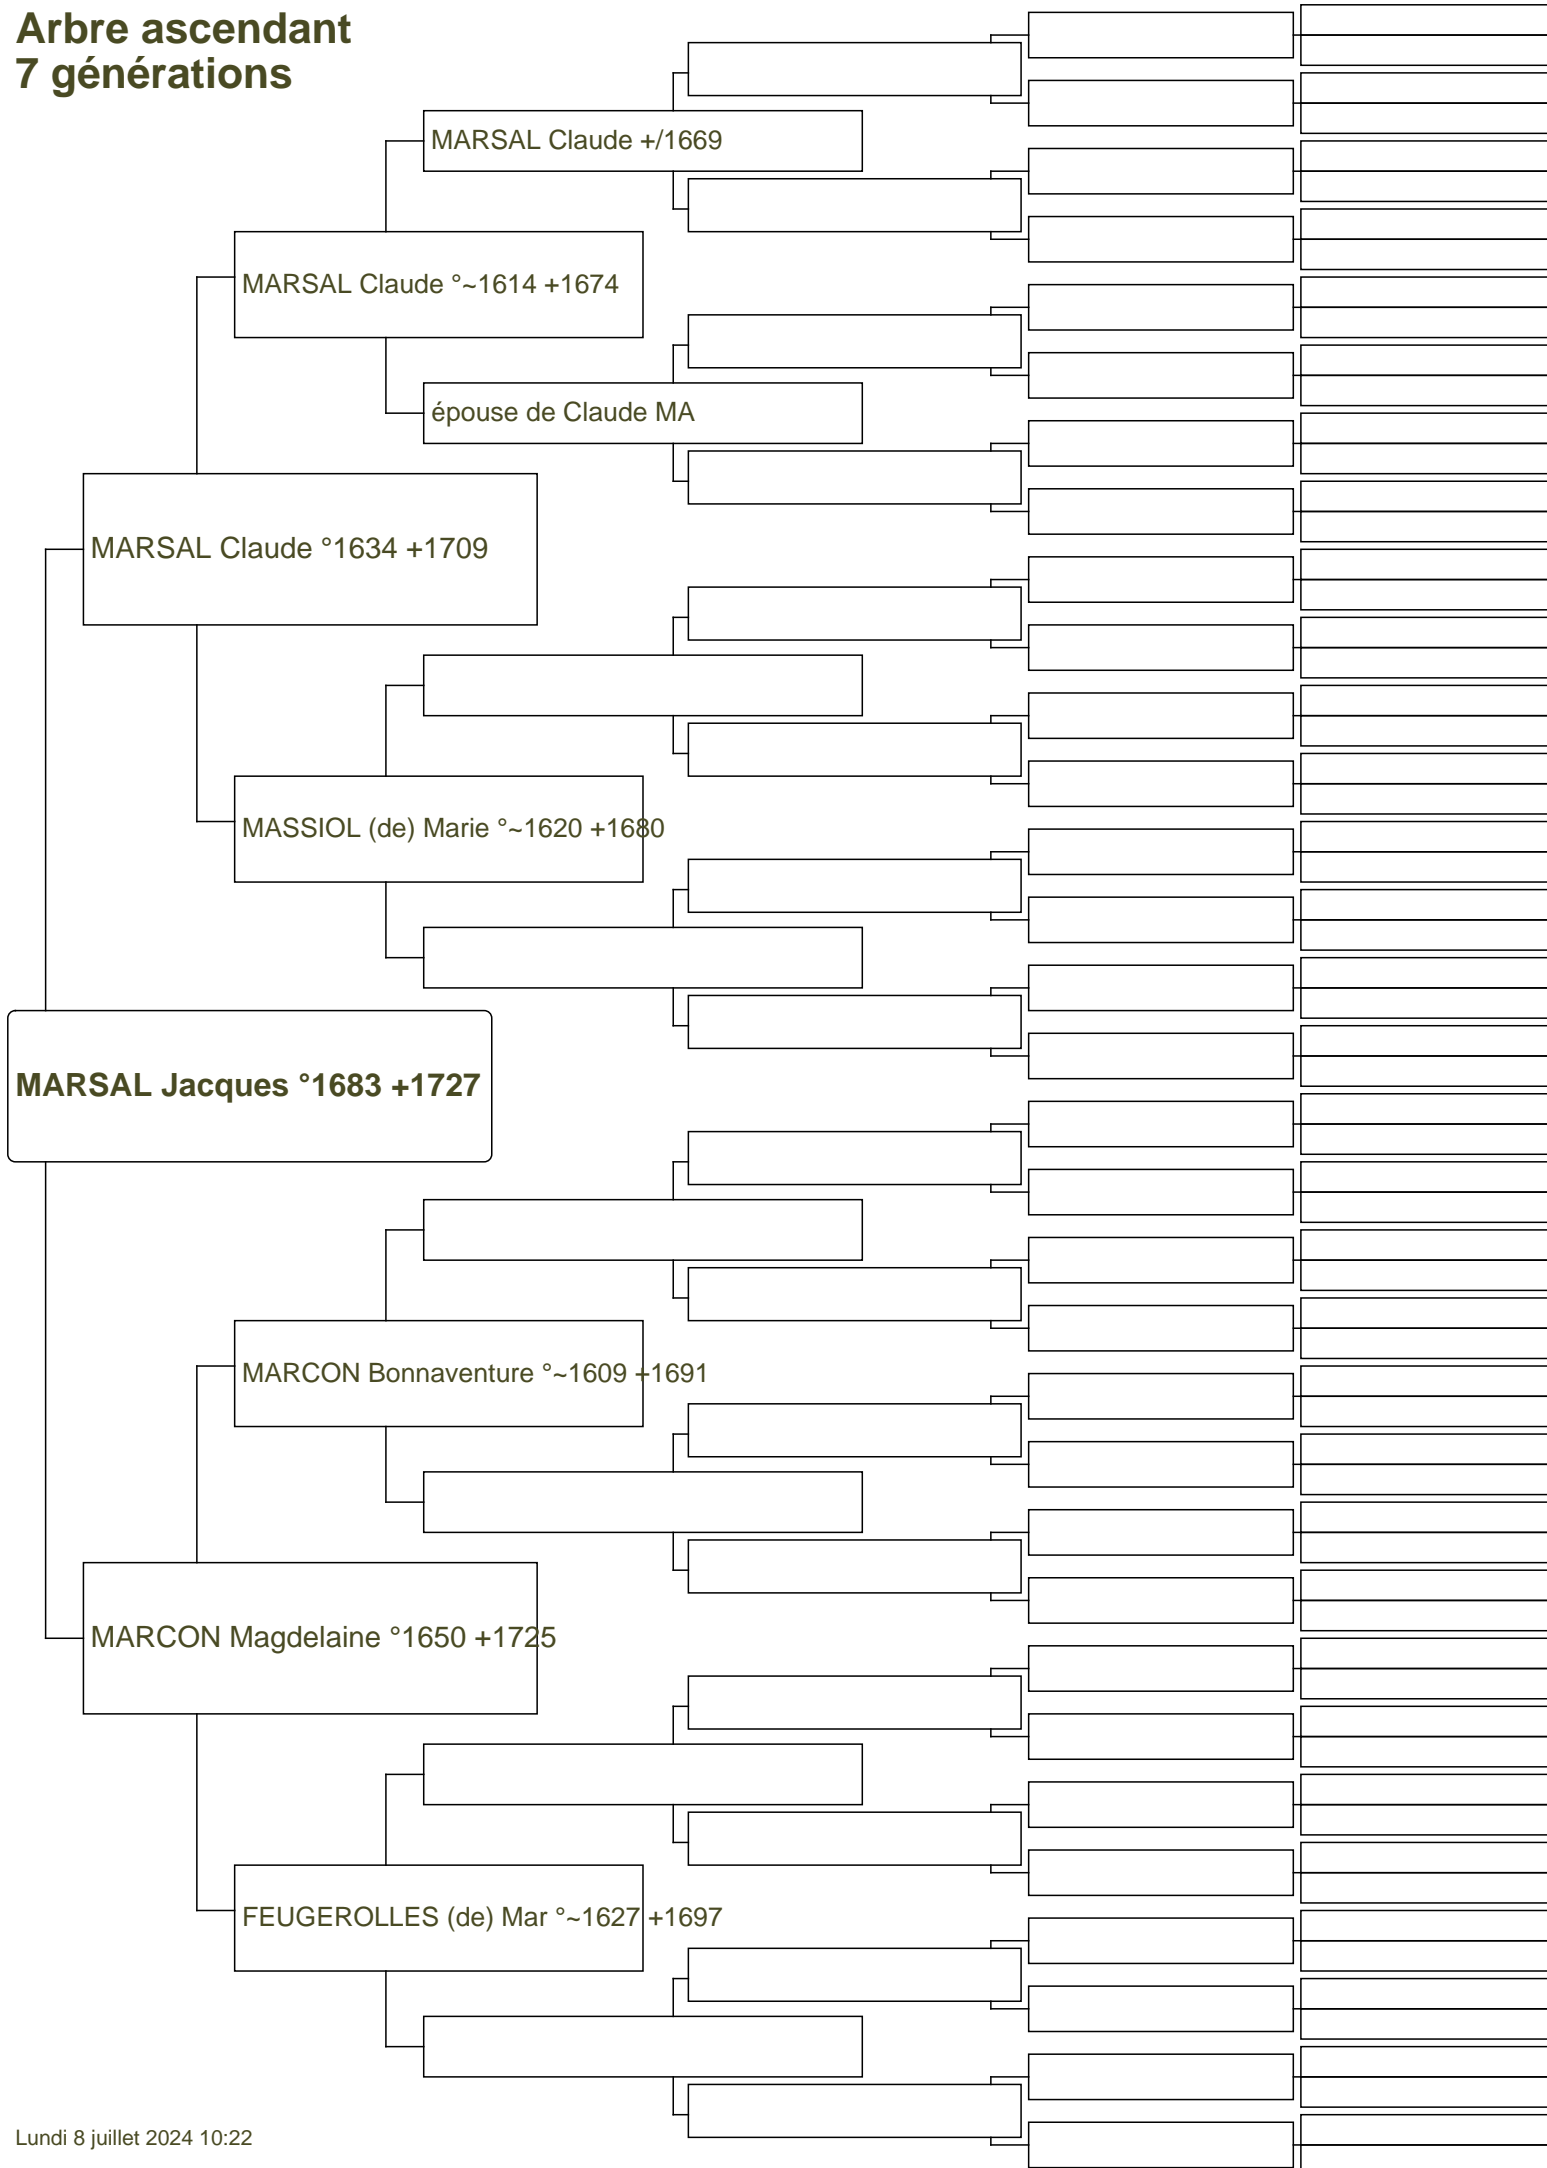 Arbre ascendant
7 générations
MARSAL Claude +/1669
MARSAL Claude °~1614 +1674
épouse de Claude MA
MARSAL Claude °1634 +1709
MASSIOL (de) Marie °~1620 +1680
MARSAL Jacques °1683 +1727
MARCON Bonnaventure °~1609 +1691
MARCON Magdelaine °1650 +1725
FEUGEROLLES (de) Mar °~1627 +1697
Lundi 8 juillet 2024 10:22